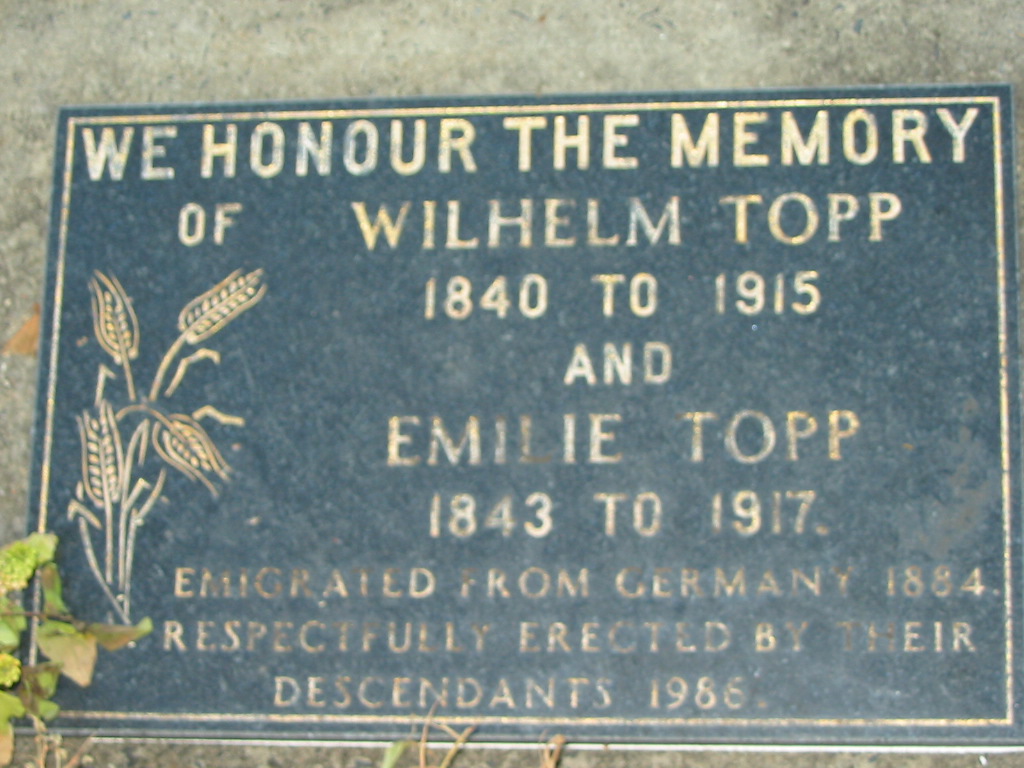 WE HONOUR THE MEMORY
OF WILHELM TOPP
1840 TO 1915
AND
EMILIE TOPP
1843 TO 1917.
EMIGRATED FROM GERMANY 1884.
RESPECTFULLY ERECTED BY THEIR
DESCENDANTS 1986.